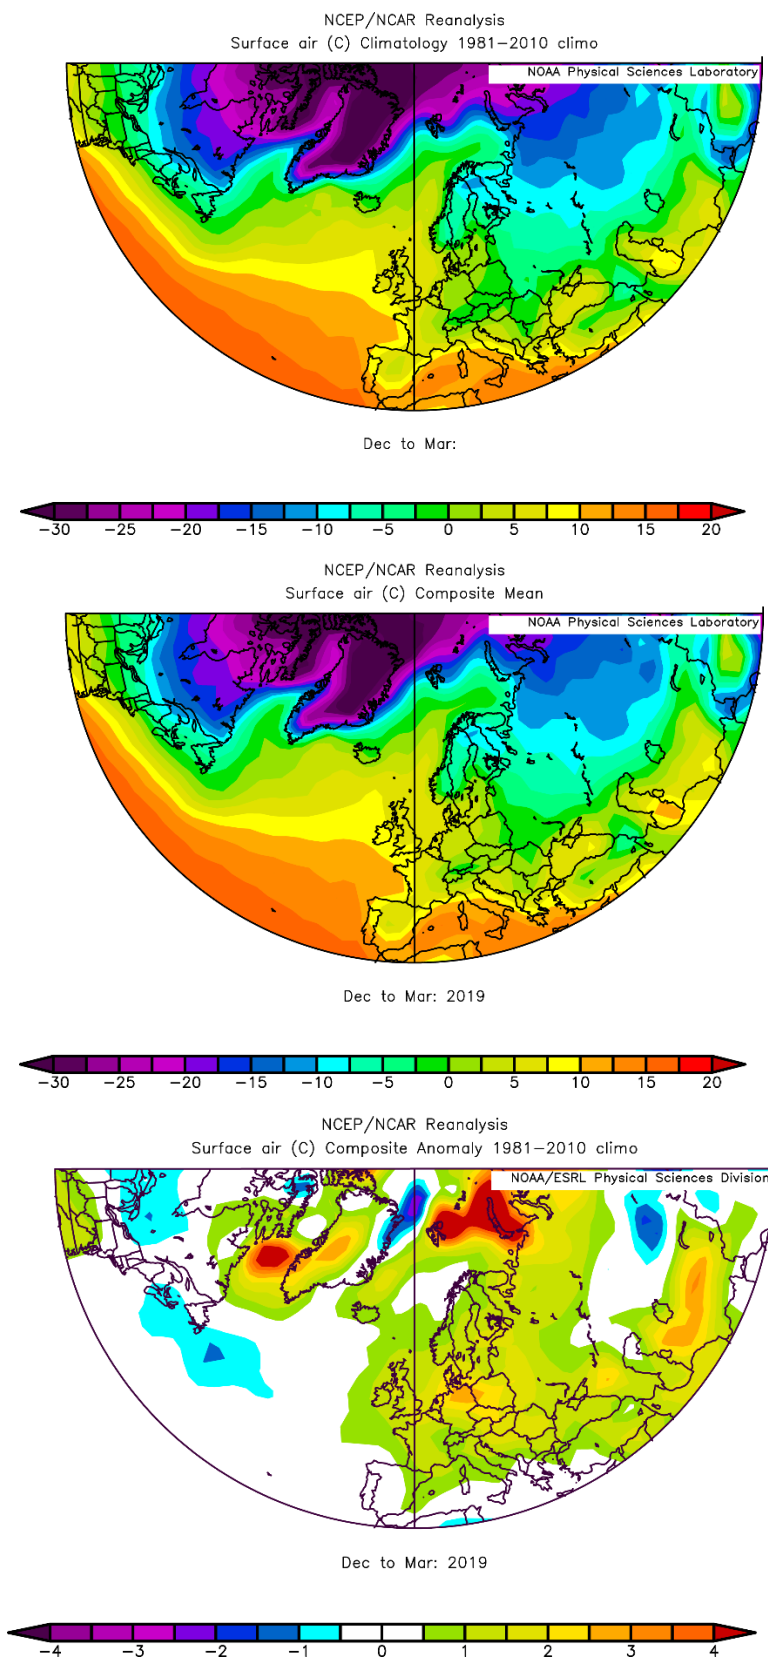 NCEP/NCAR Reanalysis
Surface air (C) Climatology 1981−2010 climo
NOAA Physical Sciences Laboratory
Dec to Mar:
−30 −25 −20 −15 −10 −5 0 5 10 15 20
NCEP/NCAR Reanalysis
Surface air (C) Composite Mean
NOAA Physical Sciences Laboratory
Dec to Mar: 2019
−30 −25 −20 −15 −10 −5 0 5 10 15 20
NCEP/NCAR Reanalysis
Surface air (C) Composite Anomaly 1981−2010 climo
NOAA/ESRL Physical Sciences Division
Dec to Mar: 2019
−4 −3 −2 −1 0 1 2 3 4